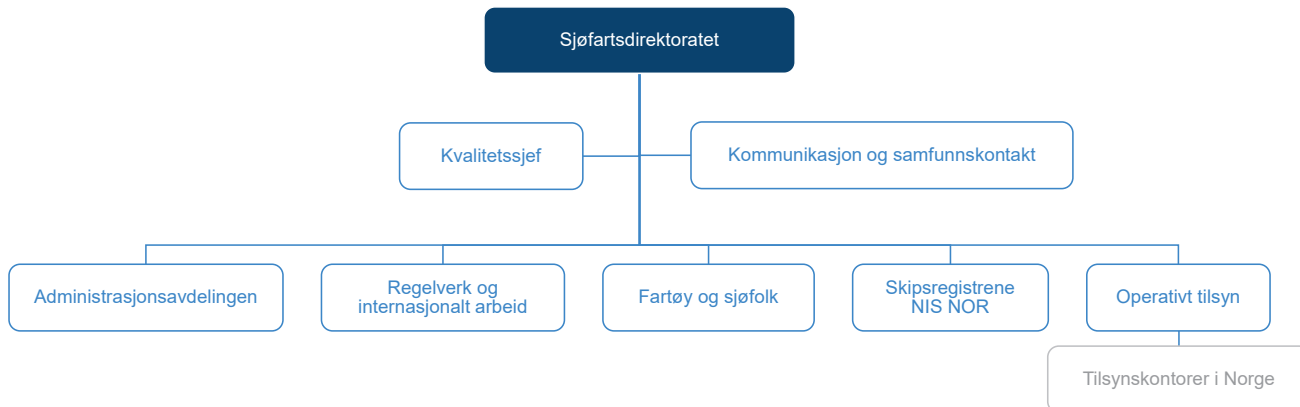 Sjøfartsdirektoratet
Kvalitetssjef
Kommunikasjon og samfunnskontakt
Administrasjonsavdelingen
Regelverk og
internasjonalt arbeid
Fartøy og sjøfolk
Skipsregistrene
NIS NOR
Operativt tilsyn
Tilsynskontorer i Norge